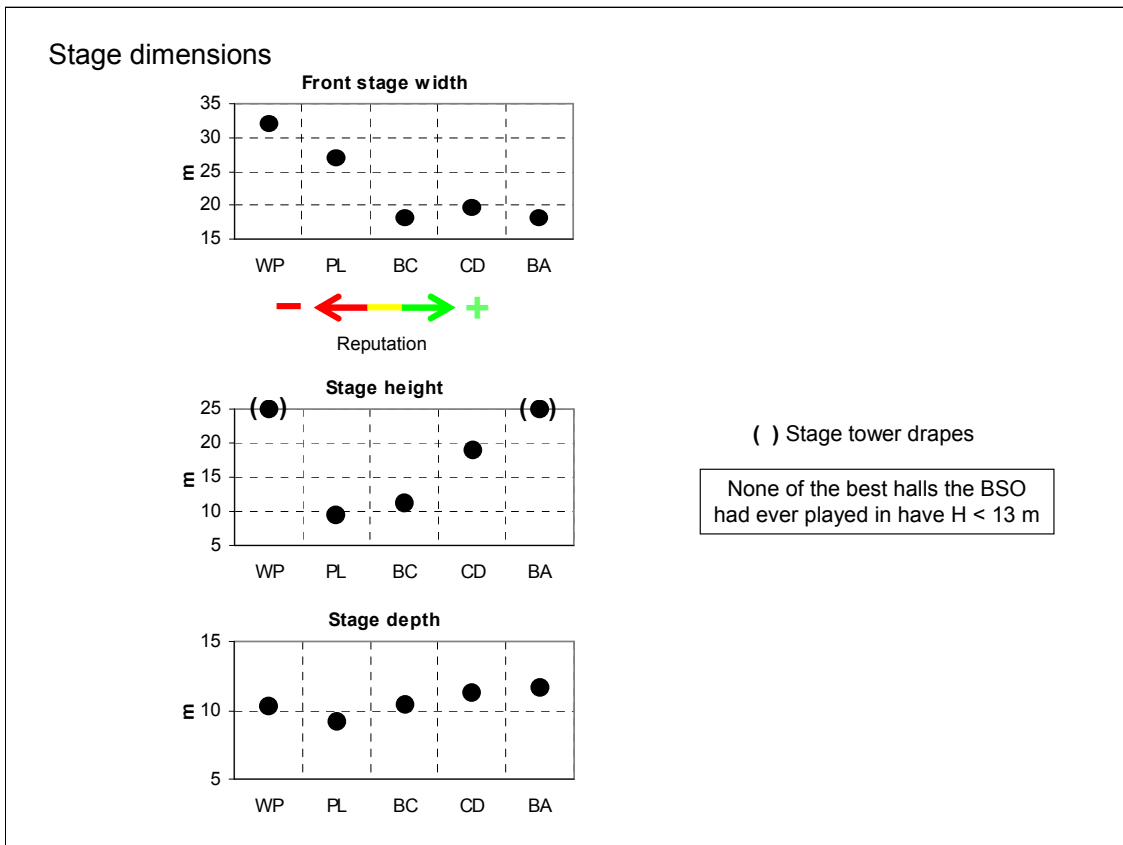 Stage dimensions
Front stage width
35
30
25
20
15
m
WP PL BC CD BA
− +
Reputation
Stage height
25
20
15
10
5
m
( ) ( )
WP PL BC CD BA
( ) Stage tower drapes
None of the best halls the BSO
had ever played in have H < 13 m
Stage depth
15
10
5
m
WP PL BC CD BA